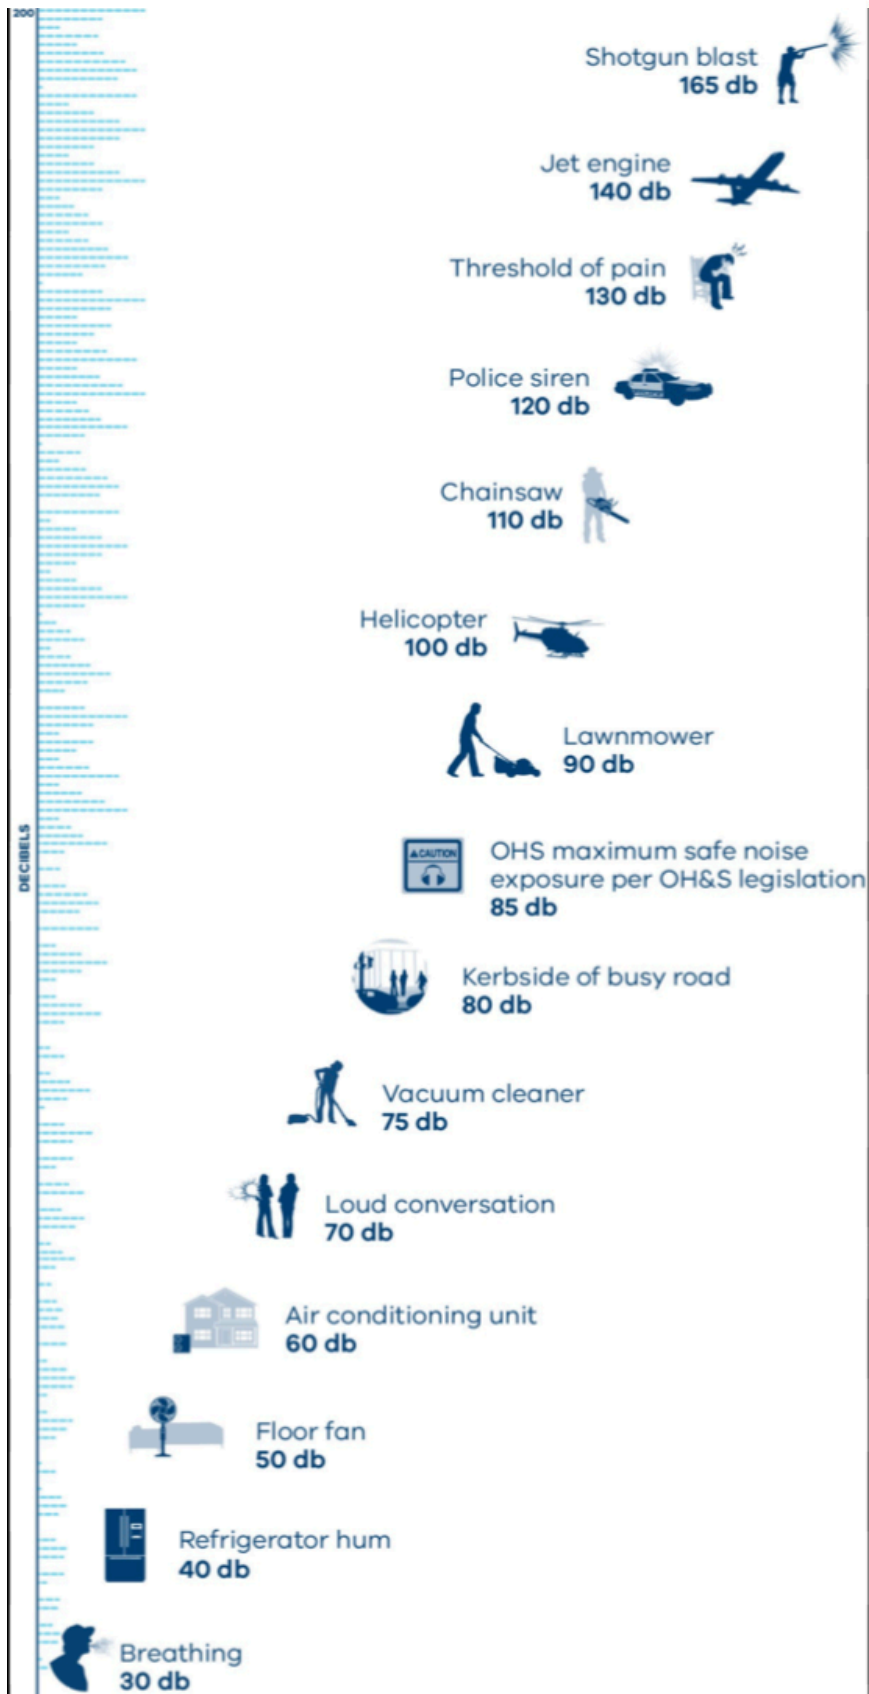 200
Shotgun blast
165 db
Jet engine
140 db
Threshold of pain
130 db
Police siren
120 db
Chainsaw
110 db
Helicopter
100 db
Lawnmower
90 db
DECIBELS
CAUTION
OHS maximum safe noise
exposure per OH&S legislation
85 db
Kerbside of busy road
80 db
Vacuum cleaner
75 db
Loud conversation
70 db
Air conditioning unit
60 db
Floor fan
50 db
Refrigerator hum
40 db
Breathing
30 db